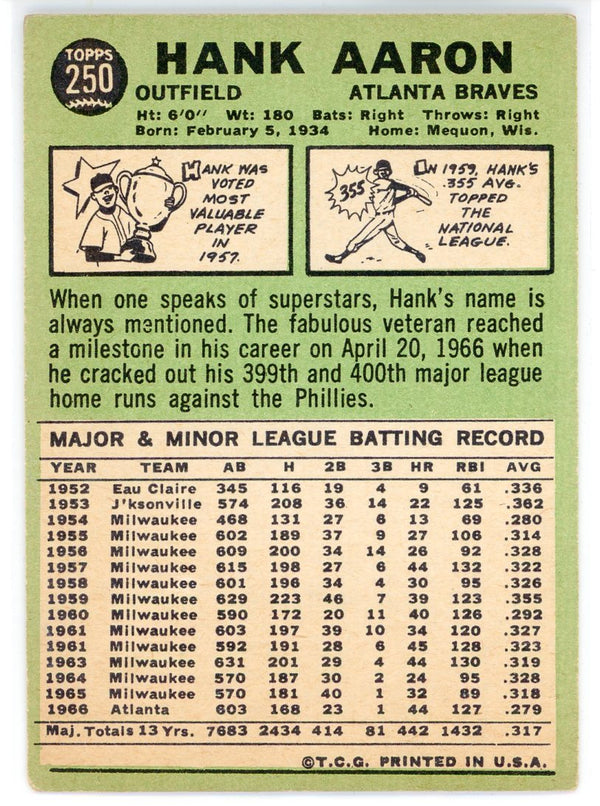 TOPPS
250
HANK AARON
OUTFIELD ATLANTA BRAVES
Ht: 6'0" Wt: 180 Bats: Right Throws: Right
Born: February 5, 1934 Home: Mequon, Wis.
HANK WAS
VOTED
MOST
VALUABLE
PLAYER
IN
1957.
355
IN 1959, HANK'S
.355 AVG.
TOPPED
THE
NATIONAL
LEAGUE.
When one speaks of superstars, Hank's name is
always mentioned. The fabulous veteran reached
a milestone in his career on April 20, 1966 when
he cracked out his 399th and 400th major league
home runs against the Phillies.
MAJOR & MINOR LEAGUE BATTING RECORD
YEAR TEAM AB H 2B 3B HR RBI AVG
1952 Eau Claire 345 116 19 4 9 61 .336
1953 J'ksonville 574 208 36 14 22 125 .362
1954 Milwaukee 468 131 27 6 13 69 .280
1955 Milwaukee 602 189 37 9 27 106 .314
1956 Milwaukee 609 200 34 14 26 92 .328
1957 Milwaukee 615 198 27 6 44 132 .322
1958 Milwaukee 601 196 34 4 30 95 .326
1959 Milwaukee 629 223 46 7 39 123 .355
1960 Milwaukee 590 172 20 11 40 126 .292
1961 Milwaukee 603 197 39 10 34 120 .327
1961 Milwaukee 592 191 28 6 45 128 .323
1963 Milwaukee 631 201 29 4 44 130 .319
1964 Milwaukee 570 187 30 2 24 95 .328
1965 Milwaukee 570 181 40 1 32 89 .318
1966 Atlanta 603 168 23 1 44 127 .279
Maj. Totals 13 Yrs. 7683 2434 414 81 442 1432 .317
©T.C.G. PRINTED IN U.S.A.